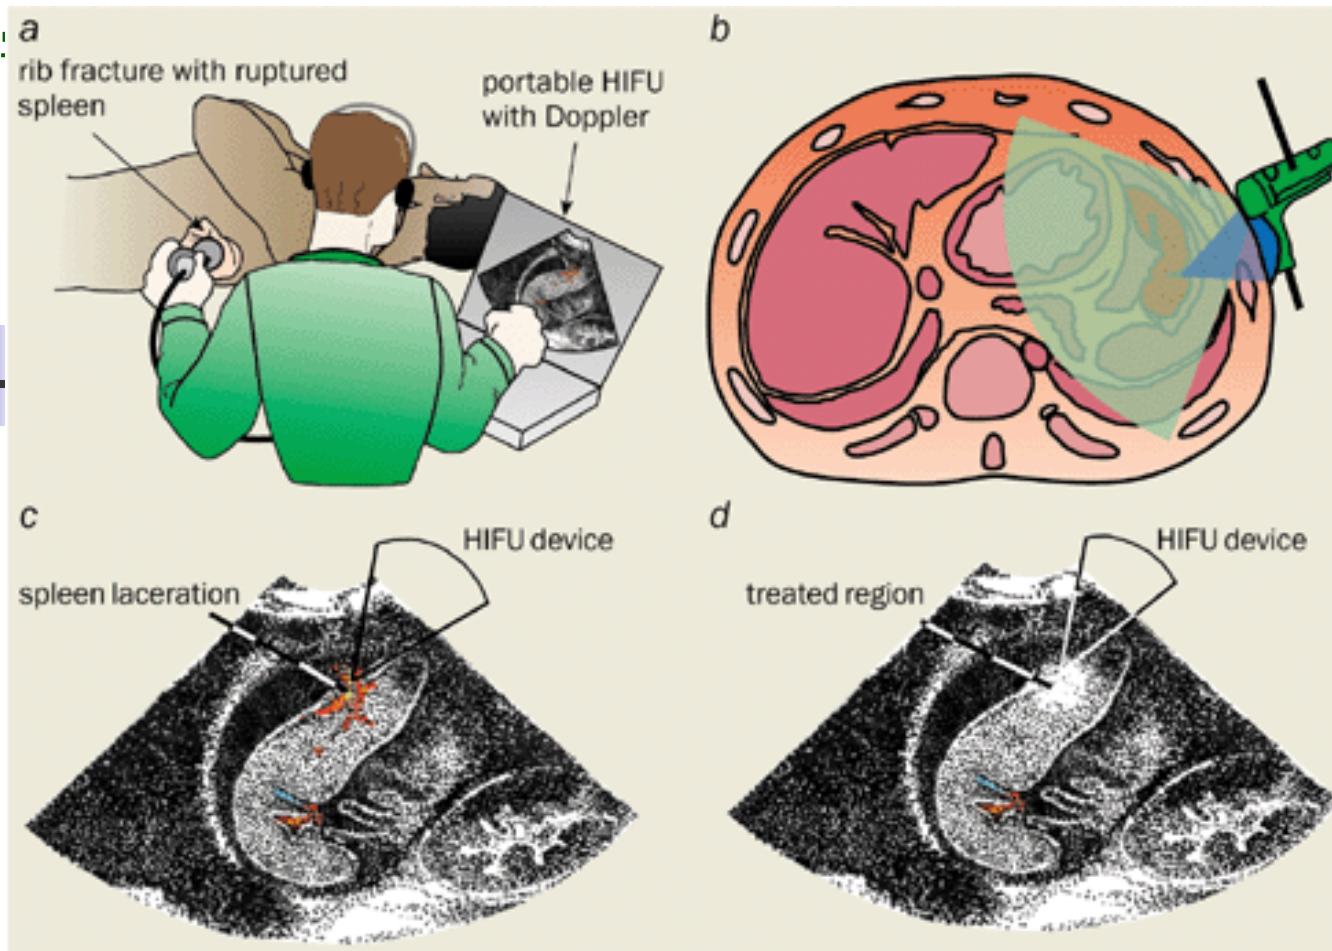 a
rib fracture with ruptured
spleen
portable HIFU
with Doppler
b
c
HIFU device
spleen laceration
d
HIFU device
treated region